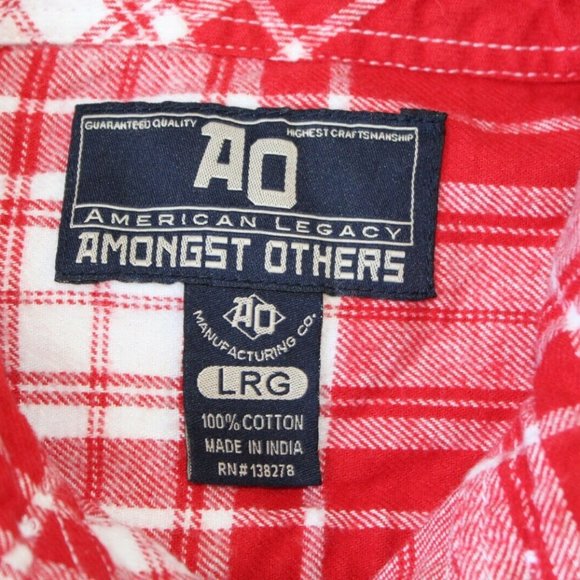 GUARANTEED QUALITY HIGHEST CRAFTSMANSHIP
AO
AMERICAN LEGACY
AMONGST OTHERS
AO
MANUFACTURING CO.
LRG
100% COTTON
MADE IN INDIA
RN# 138278